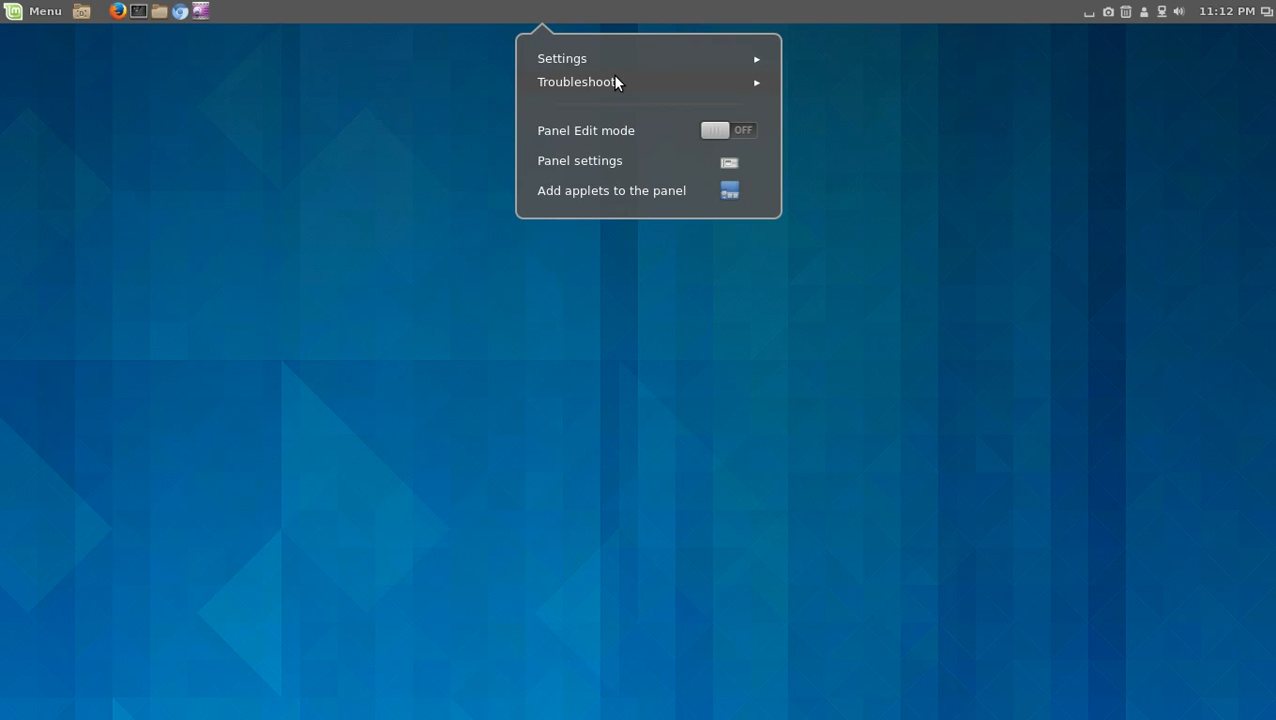 Menu
11:12 PM
Settings
Troubleshoot
Panel Edit mode
OFF
Panel settings
Add applets to the panel